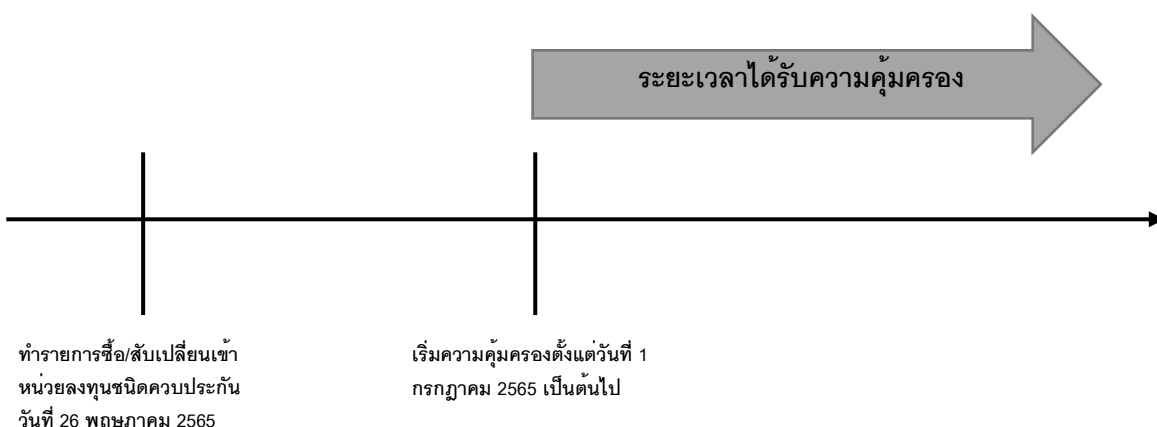 ระยะเวลาได้รับความคุ้มครอง
ทำรายการซื้อ/สับเปลี่ยนเข้า
หน่วยลงทุนชนิดควบประกัน
วันที่ 26 พฤษภาคม 2565
เริ่มความคุ้มครองตั้งแต่วันที่ 1
กรกฎาคม 2565 เป็นต้นไป